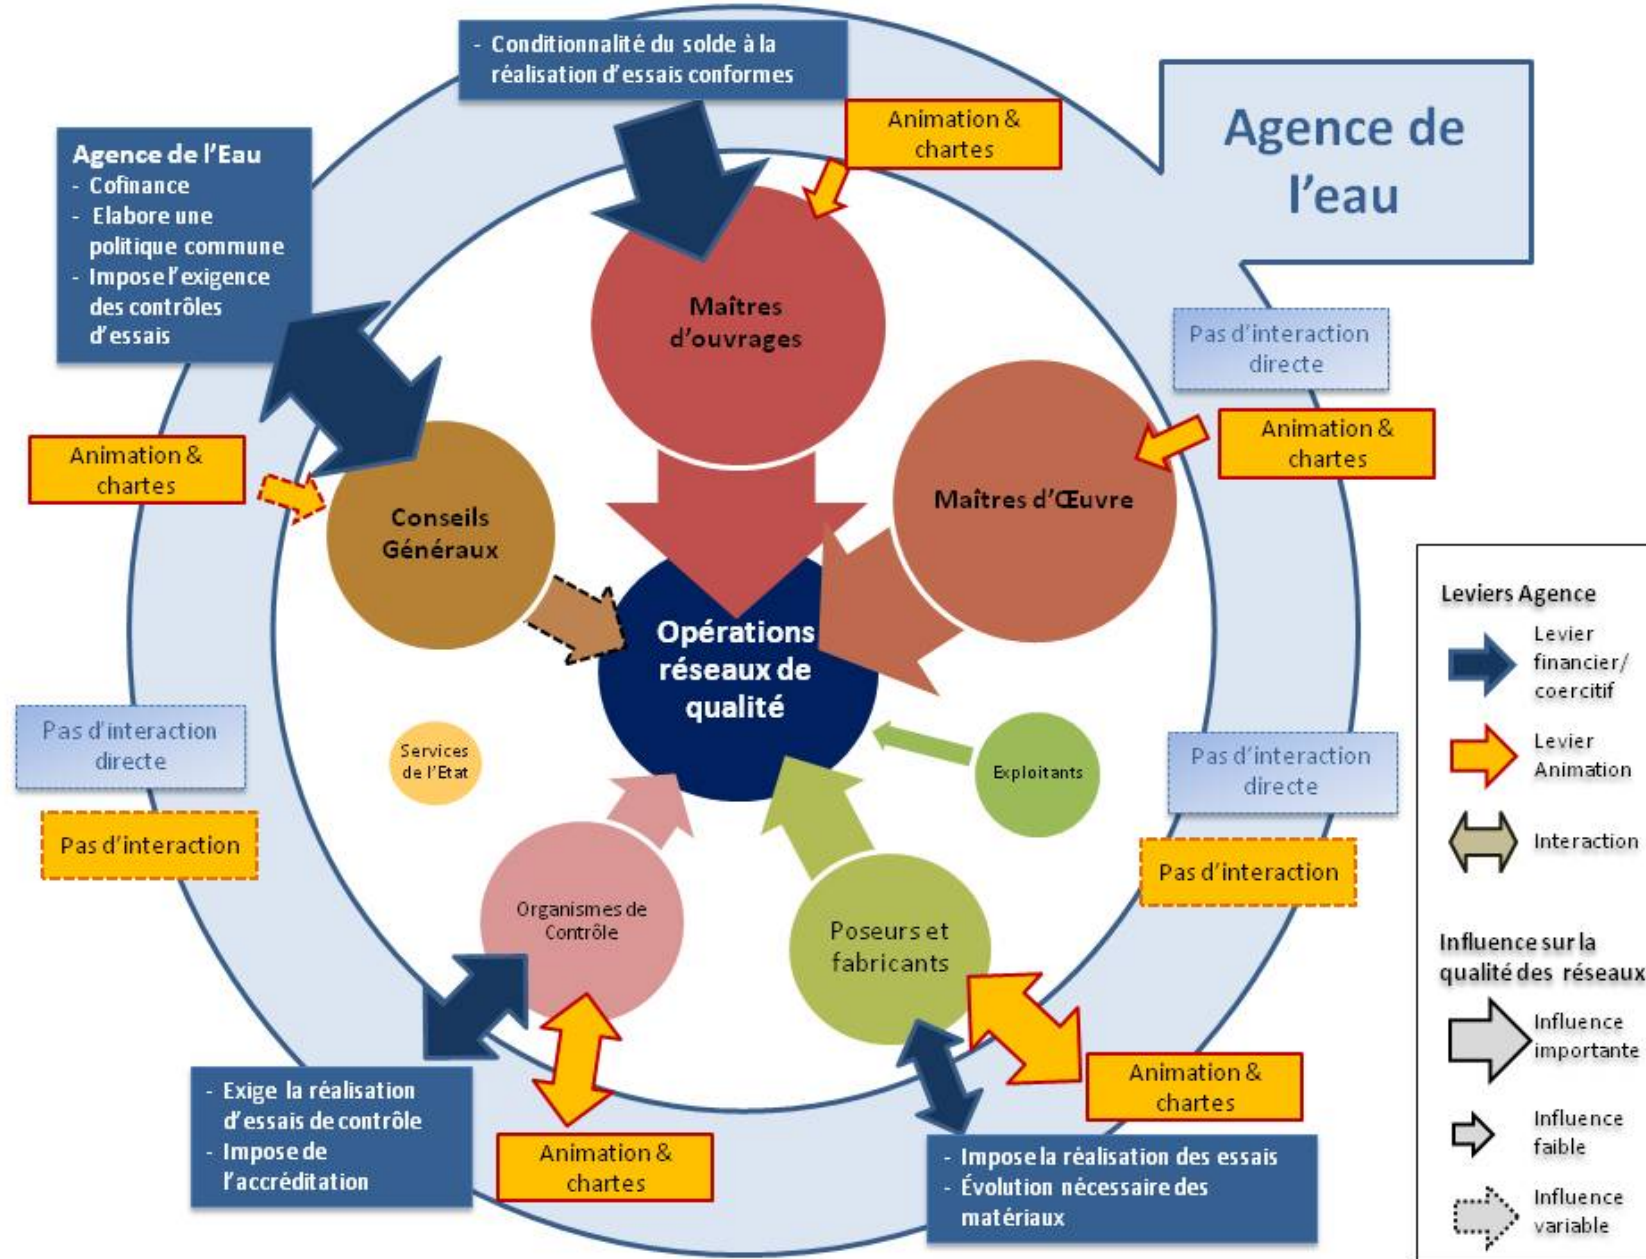 - Conditionnalité du solde à la
réalisation d'essais conformes
Animation &
chartes
Agence de
l'eau
Agence de l'Eau
- Cofinance
- Elabore une
politique commune
- Impose l'exigence
des contrôles
d'essais
Maîtres
d'ouvrages
Pas d'interaction
directe
Animation &
chartes
Animation &
chartes
Maîtres d'Œuvre
Conseils
Généraux
Opérations
réseaux de
qualité
Pas d'interaction
directe
Pas d'interaction
Services
de l'Etat
Exploitants
Pas d'interaction
directe
Pas d'interaction
Organismes de
Contrôle
Poseurs et
fabricants
- Exige la réalisation
d'essais de contrôle
- Impose de
l'accréditation
Animation &
chartes
Animation &
chartes
- Impose la réalisation des essais
- Évolution nécessaire des
matériaux
Leviers Agence
Levier
financier/
coercitif
Levier
Animation
Interaction
Influence sur la
qualité des réseaux
Influence
importante
Influence
faible
Influence
variable